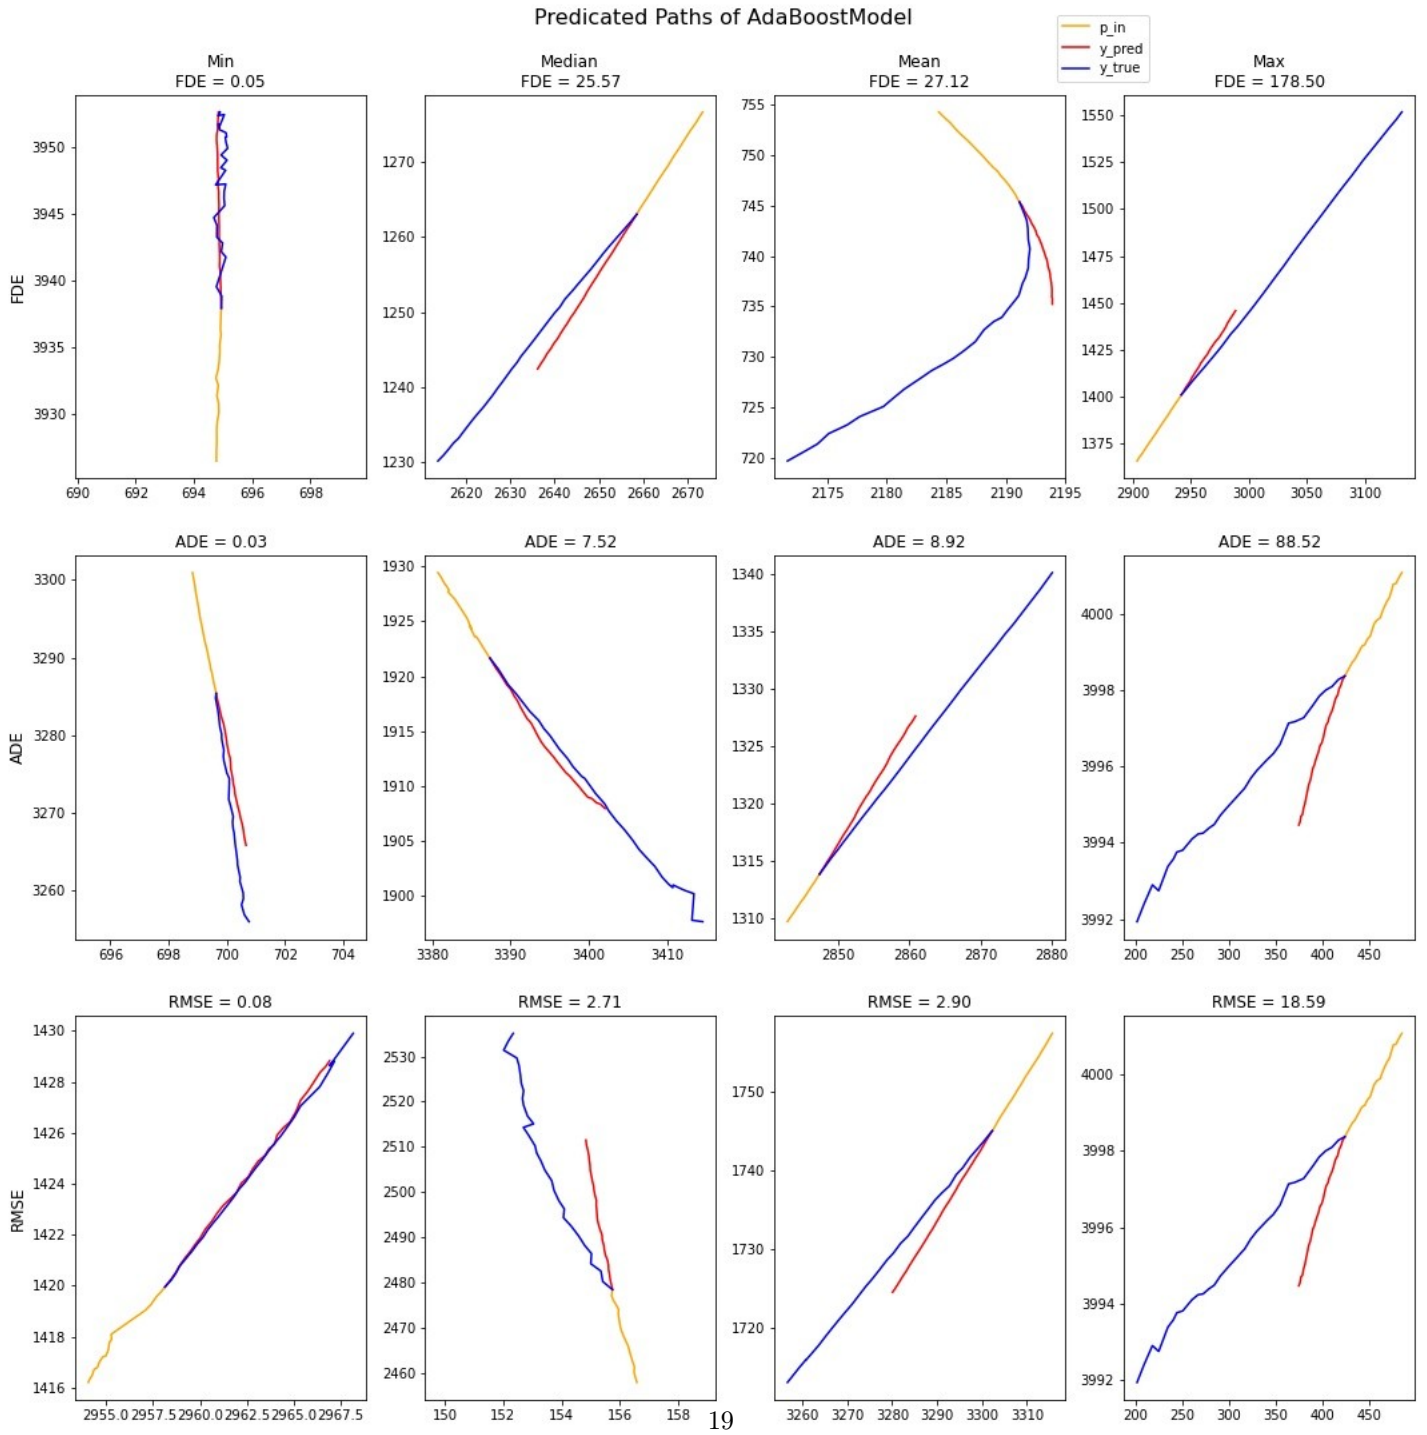 Predicated Paths of AdaBoostModel
p_in
y_pred
y_true
Min
FDE = 0.05
Median
FDE = 25.57
Mean
FDE = 27.12
Max
FDE = 178.50
FDE
3950
3945
3940
3935
3930
690 692 694 696 698
1270
1260
1250
1240
1230
2620 2630 2640 2650 2660 2670
755
750
745
740
735
730
725
720
2175 2180 2185 2190 2195
1550
1525
1500
1475
1450
1425
1400
1375
2900 2950 3000 3050 3100
ADE = 0.03
ADE = 7.52
ADE = 8.92
ADE = 88.52
ADE
3300
3290
3280
3270
3260
696 698 700 702 704
1930
1925
1920
1915
1910
1905
1900
3380 3390 3400 3410
1340
1335
1330
1325
1320
1315
1310
2850 2860 2870 2880
4000
3998
3996
3994
3992
200 250 300 350 400 450
RMSE = 0.08
RMSE = 2.71
RMSE = 2.90
RMSE = 18.59
RMSE
1430
1428
1426
1424
1422
1420
1418
1416
2955.0 2957.5 2960.0 2962.5 2965.0 2967.5
2530
2520
2510
2500
2490
2480
2470
2460
150 152 154 156 158
1750
1740
1730
1720
3260 3270 3280 3290 3300 3310
4000
3998
3996
3994
3992
200 250 300 350 400 450
19